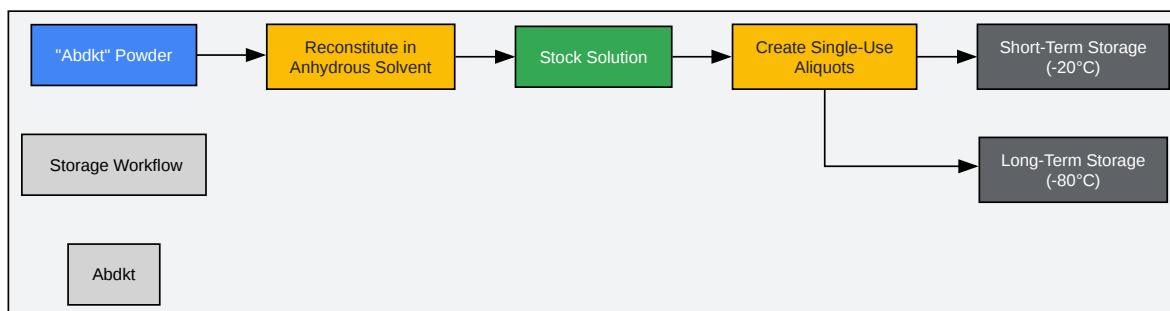 "Abdkt" Powder
Reconstitute in
Anhydrous Solvent
Stock Solution
Create Single-Use
Aliquots
Short-Term Storage
(-20°C)
Storage Workflow
Long-Term Storage
(-80°C)
Abdkt